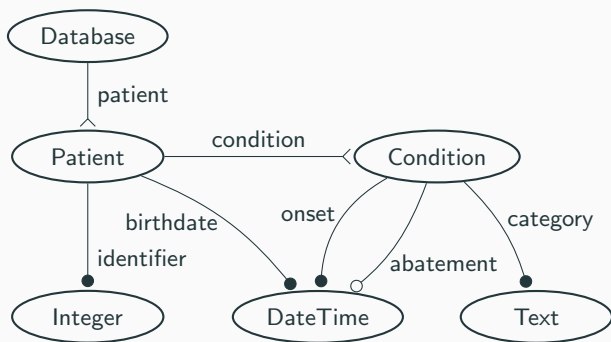 Database
patient
Patient
condition
Condition
birthdate
identifier
onset
abatement
category
Integer
DateTime
Text